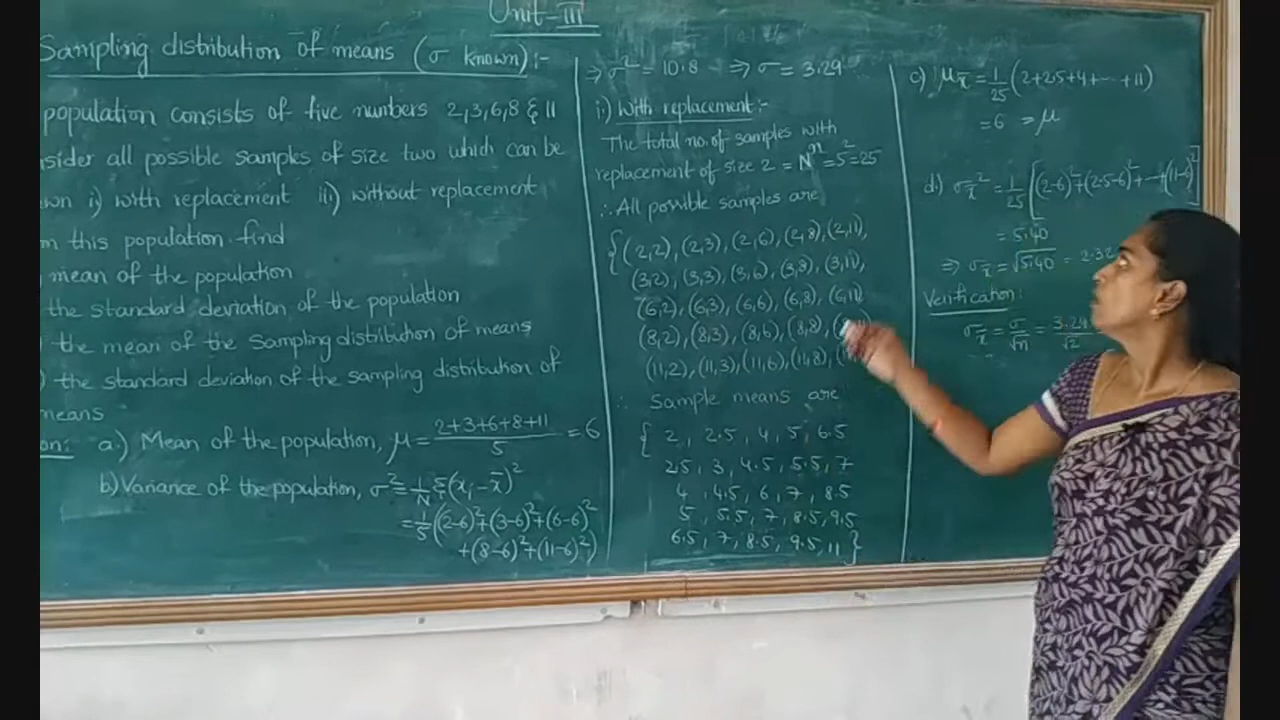 Unit-III
Sampling distribution of means (σ known):-
population consists of five numbers 2,3,6,8 & 11
sider all possible samples of size two which can be
wn i) with replacement ii) without replacement
m this population. find
mean of the population
the standard deviation of the population
the mean of the sampling distribution of means
the standard deviation of the sampling distribution of
means
on: a.) Mean of the population, μ = (2+3+6+8+11)/5 = 6
b) Variance of the population, σ² = 1/N Σ(xᵢ-x̄)²
= 1/5 ((2-6)²+(3-6)²+(6-6)²
+(8-6)²+(11-6)²)
⇒ σ² = 10.8 ⇒ σ = 3.29
i) With replacement:-
The total no. of samples with
replacement of size 2 = Nⁿ = 5² = 25
∴ All possible samples are
{(2,2), (2,3), (2,6), (2,8), (2,11),
(3,2), (3,3), (3,6), (3,8), (3,11),
(6,2), (6,3), (6,6), (6,8), (6,11)
(8,2), (8,3), (8,6), (8,8),
(11,2), (11,3), (11,6), (11,8),
∴ Sample means are
{ 2, 2.5, 4, 5, 6.5
2.5, 3, 4.5, 5.5, 7
4, 4.5, 6, 7, 8.5
5, 5.5, 7, 8.5, 9.5
6.5, 7, 8.5, 9.5, 11 }
c) μx̄ = 1/25 (2+2.5+4+...+11)
= 6 = μ
d) σx̄² = 1/25 [(2-6)²+(2.5-6)²+...+(11-6)²]
= 5.40
⇒ σx̄ = √5.40 = 2.32
Verification:
σx̄ = σ/√n = 3.29/√2